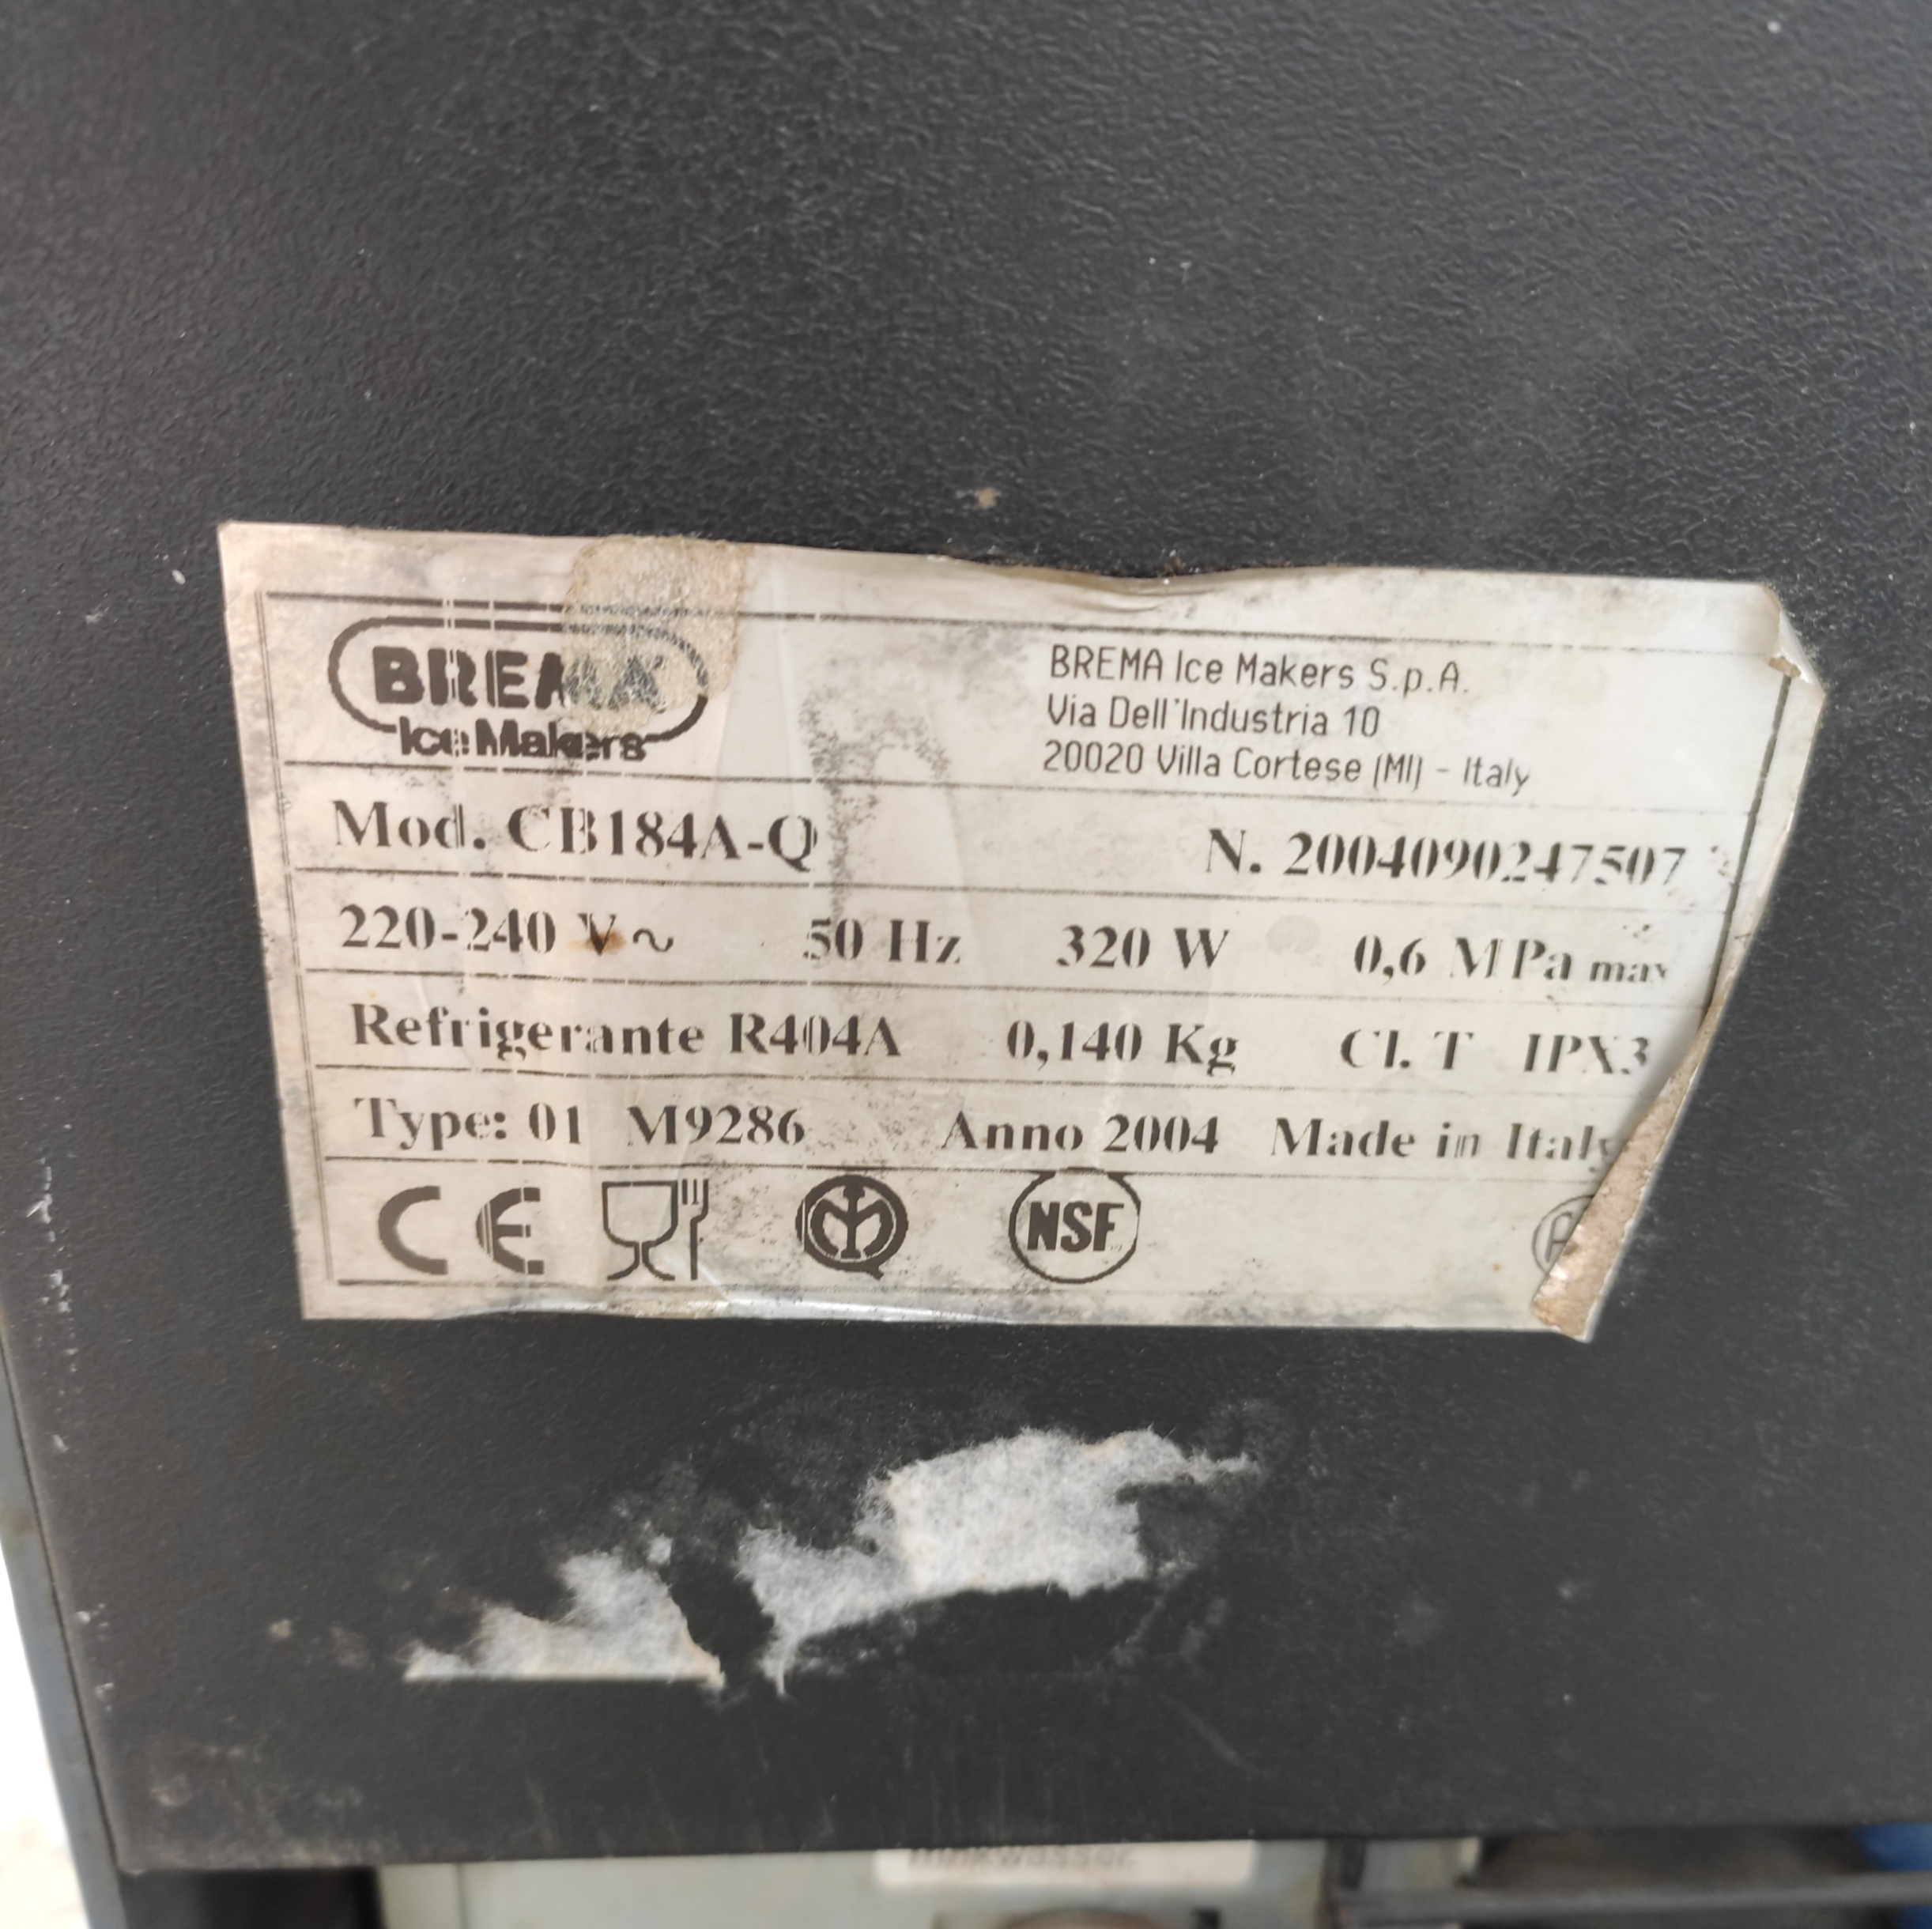 BREMA
Ice Makers
BREMA Ice Makers S.p.A.
Via Dell'Industria 10
20020 Villa Cortese (MI) - Italy
Mod. CB184A-Q N. 2004090247507
220-240 V ~ 50 Hz 320 W 0,6 MPa max
Refrigerante R404A 0,140 Kg Cl. T IPX3
Type: 01 M9286 Anno 2004 Made in Italy
CE NSF